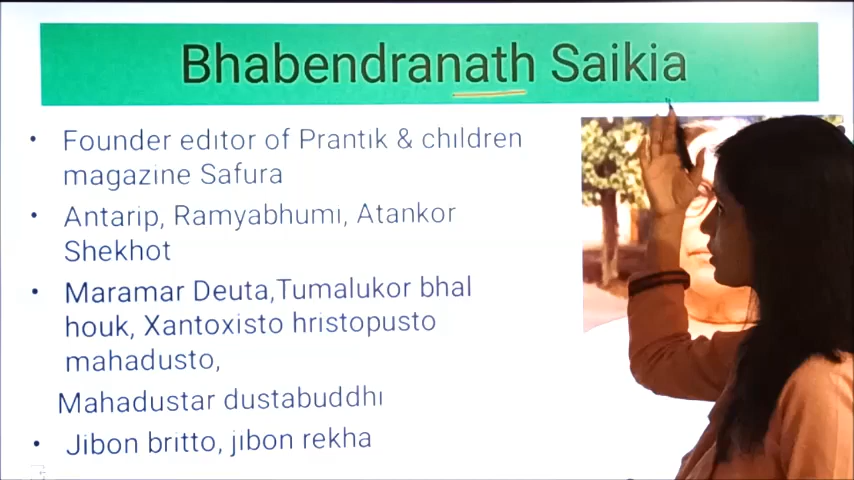 Bhabendranath Saikia
• Founder editor of Prantik & children
magazine Safura
• Antarip, Ramyabhumi, Atankor
Shekhot
• Maramar Deuta,Tumalukor bhal
houk, Xantoxisto hristopusto
mahadusto,
Mahadustar dustabuddhi
• Jibon britto, jibon rekha